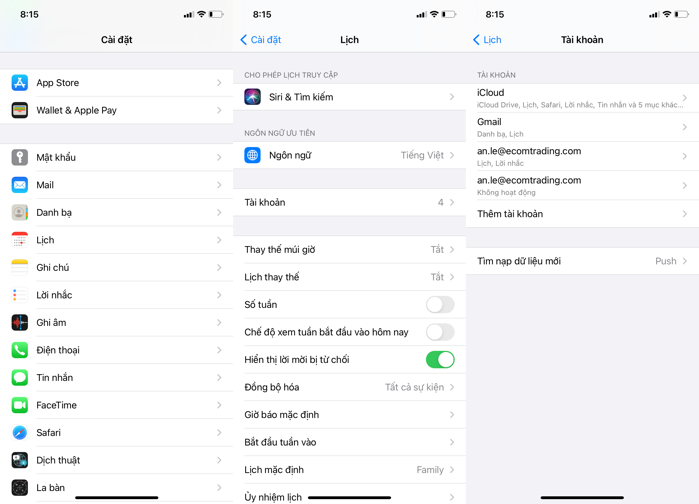 8:15
Cài đặt
App Store
Wallet & Apple Pay
Mật khẩu
Mail
Danh bạ
Lịch
Ghi chú
Lời nhắc
Ghi âm
Điện thoại
Tin nhắn
FaceTime
Safari
Dịch thuật
La bàn
8:15
Cài đặt
Lịch
CHO PHÉP LỊCH TRUY CẬP
Siri & Tìm kiếm
NGÔN NGỮ ƯU TIÊN
Ngôn ngữ Tiếng Việt
Tài khoản 4
Thay thế múi giờ Tắt
Lịch thay thế Tắt
Số tuần
Chế độ xem tuần bắt đầu vào hôm nay
Hiển thị lời mời bị từ chối
Đồng bộ hóa Tất cả sự kiện
Giờ báo mặc định
Bắt đầu tuần vào
Lịch mặc định Family
Ủy nhiệm lịch
8:15
Lịch
Tài khoản
TÀI KHOẢN
iCloud
iCloud Drive, Lịch, Safari, Lời nhắc, Tin nhắn và 5 mục khác...
Gmail
Danh bạ, Lịch
an.le@ecomtrading.com
Lịch, Lời nhắc
an.le@ecomtrading.com
Không hoạt động
Thêm tài khoản
Tìm nạp dữ liệu mới Push